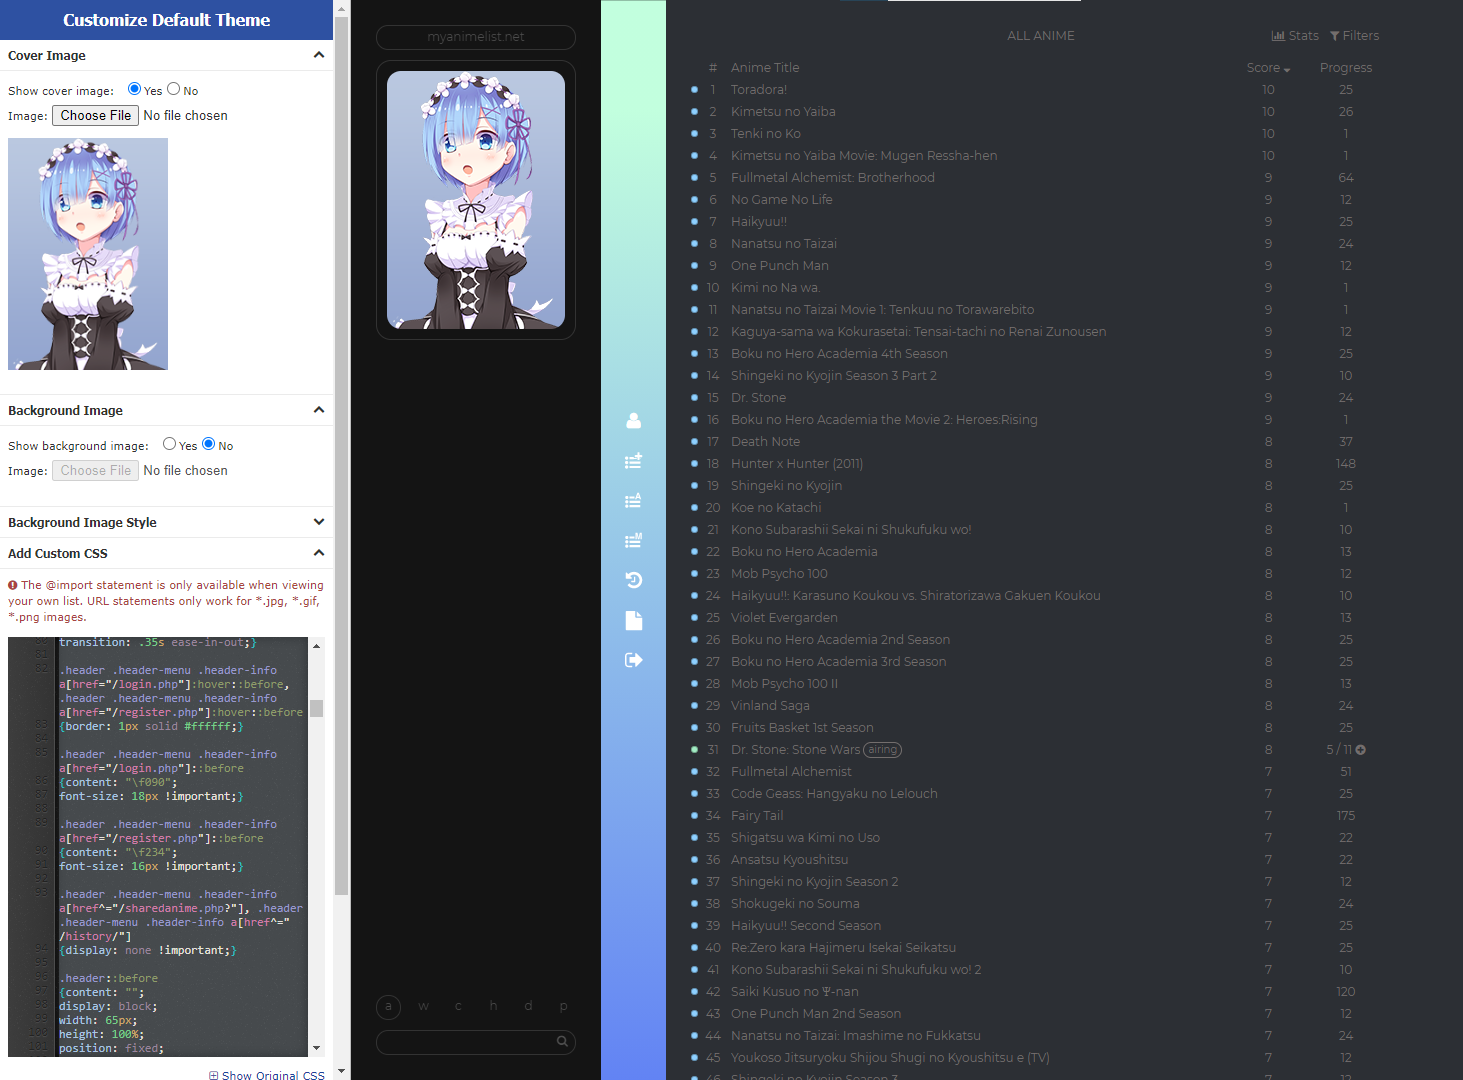 Customize Default Theme
Cover Image
Show cover image: Yes No
Image: Choose File No file chosen
Background Image
Show background image: Yes No
Image: Choose File No file chosen
Background Image Style
Add Custom CSS
The @import statement is only available when viewing
your own list. URL statements only work for *.jpg, *.gif,
*.png images.
transition: .35s ease-in-out;}
.header .header-menu .header-info
a[href="/login.php"]:hover::before,
.header .header-menu .header-info
a[href="/register.php"]:hover::before
{border: 1px solid #ffffff;}
.header .header-menu .header-info
a[href="/login.php"]::before
{content: "\f090";
font-size: 18px !important;}
.header .header-menu .header-info
a[href="/register.php"]::before
{content: "\f234";
font-size: 16px !important;}
.header .header-menu .header-info
a[href^="/sharedanime.php?"], .header
.header-menu .header-info a[href^="
/history/"]
{display: none !important;}
.header::before
{content: "";
display: block;
width: 65px;
height: 100%;
position: fixed;
Show Original CSS
myanimelist.net
a w c h d p
A
M
ALL ANIME
Stats Filters
# Anime Title Score Progress
1 Toradora! 10 25
2 Kimetsu no Yaiba 10 26
3 Tenki no Ko 10 1
4 Kimetsu no Yaiba Movie: Mugen Ressha-hen 10 1
5 Fullmetal Alchemist: Brotherhood 9 64
6 No Game No Life 9 12
7 Haikyuu!! 9 25
8 Nanatsu no Taizai 9 24
9 One Punch Man 9 12
10 Kimi no Na wa. 9 1
11 Nanatsu no Taizai Movie 1: Tenkuu no Torawarebito 9 1
12 Kaguya-sama wa Kokurasetai: Tensai-tachi no Renai Zunousen 9 12
13 Boku no Hero Academia 4th Season 9 25
14 Shingeki no Kyojin Season 3 Part 2 9 10
15 Dr. Stone 9 24
16 Boku no Hero Academia the Movie 2: Heroes:Rising 9 1
17 Death Note 8 37
18 Hunter x Hunter (2011) 8 148
19 Shingeki no Kyojin 8 25
20 Koe no Katachi 8 1
21 Kono Subarashii Sekai ni Shukufuku wo! 8 10
22 Boku no Hero Academia 8 13
23 Mob Psycho 100 8 12
24 Haikyuu!!: Karasuno Koukou vs. Shiratorizawa Gakuen Koukou 8 10
25 Violet Evergarden 8 13
26 Boku no Hero Academia 2nd Season 8 25
27 Boku no Hero Academia 3rd Season 8 25
28 Mob Psycho 100 II 8 13
29 Vinland Saga 8 24
30 Fruits Basket 1st Season 8 25
31 Dr. Stone: Stone Wars airing 8 5 / 11
32 Fullmetal Alchemist 7 51
33 Code Geass: Hangyaku no Lelouch 7 25
34 Fairy Tail 7 175
35 Shigatsu wa Kimi no Uso 7 22
36 Ansatsu Kyoushitsu 7 22
37 Shingeki no Kyojin Season 2 7 12
38 Shokugeki no Souma 7 24
39 Haikyuu!! Second Season 7 25
40 Re:Zero kara Hajimeru Isekai Seikatsu 7 25
41 Kono Subarashii Sekai ni Shukufuku wo! 2 7 10
42 Saiki Kusuo no Ψ-nan 7 120
43 One Punch Man 2nd Season 7 12
44 Nanatsu no Taizai: Imashime no Fukkatsu 7 24
45 Youkoso Jitsuryoku Shijou Shugi no Kyoushitsu e (TV) 7 12
46 Shingeki no Kyojin Season 3 7 12